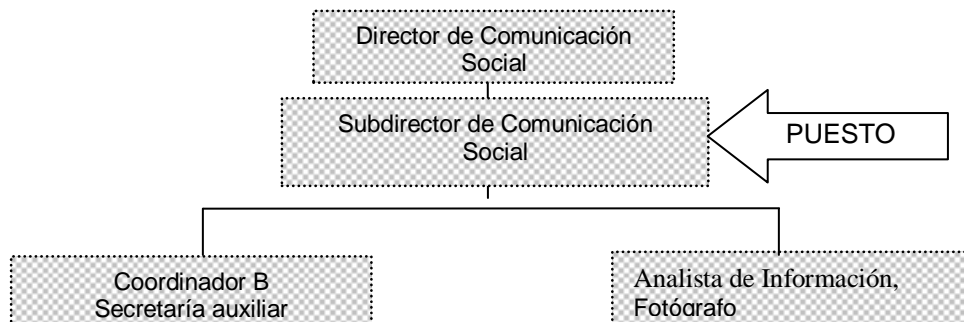 Director de Comunicación
Social
Subdirector de Comunicación
Social
PUESTO
Coordinador B
Secretaría auxiliar
Analista de Información,
Fotógrafo